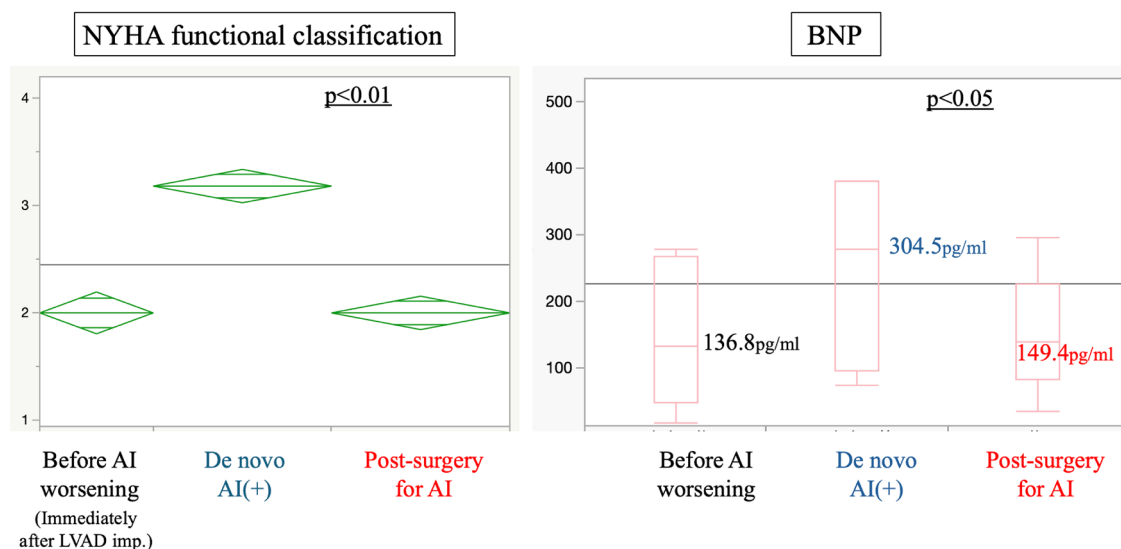 NYHA functional classification
BNP
p<0.01
4
3
2
1
p<0.05
500
400
300
200
100
304.5pg/ml
136.8pg/ml
149.4pg/ml
Before AI
worsening
(Immediately
after LVAD imp.)
De novo
AI(+)
Post-surgery
for AI
Before AI
worsening
De novo
AI(+)
Post-surgery
for AI